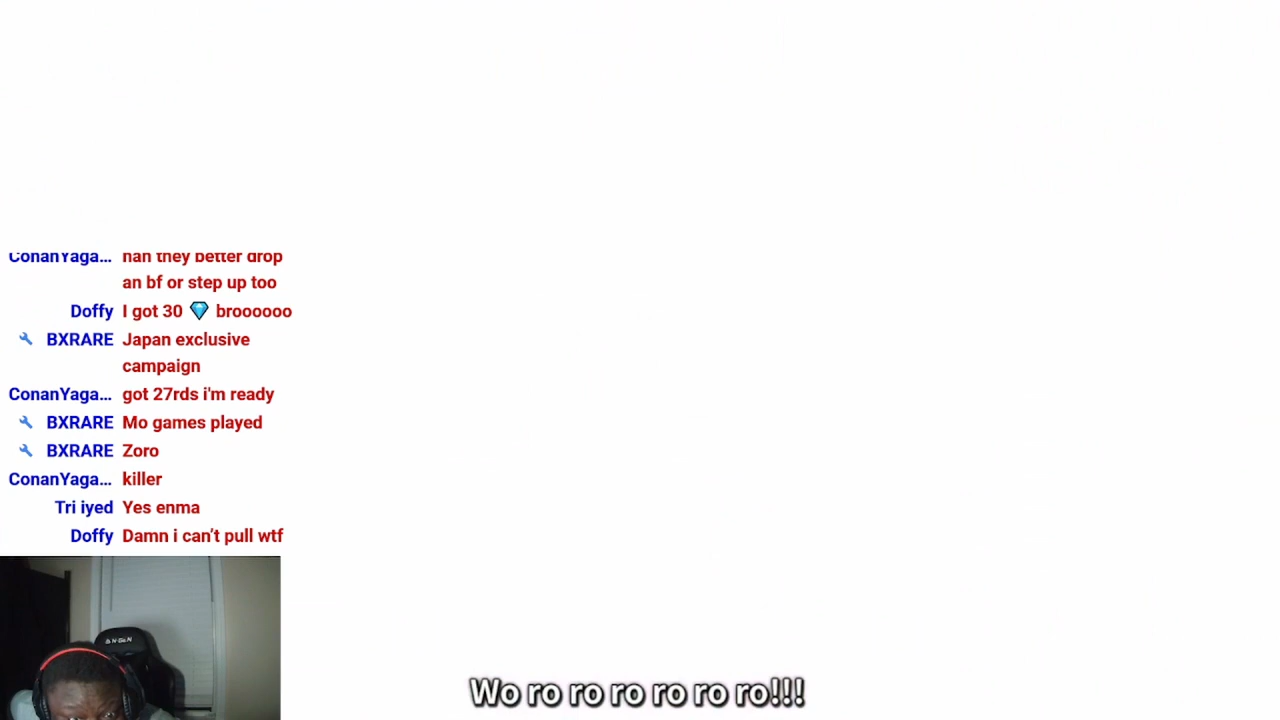 ConanYaga... nah they better drop
an bf or step up too
Doffy I got 30 💎 broooooo
BXRARE Japan exclusive
campaign
ConanYaga... got 27rds i'm ready
BXRARE Mo games played
BXRARE Zoro
ConanYaga... killer
Tri iyed Yes enma
Doffy Damn i can't pull wtf
Wo ro ro ro ro ro ro!!!